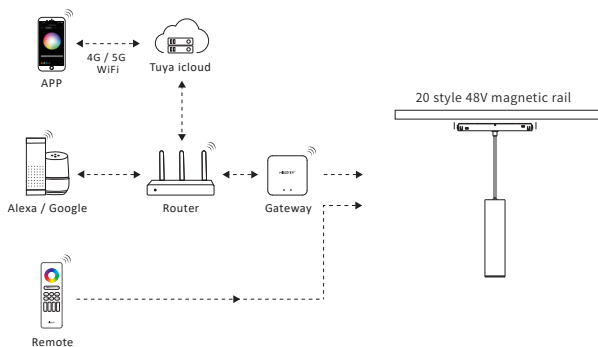 4G / 5G
WiFi
APP
Tuya icloud
20 style 48V magnetic rail
Alexa / Google
Router
Gateway
Remote